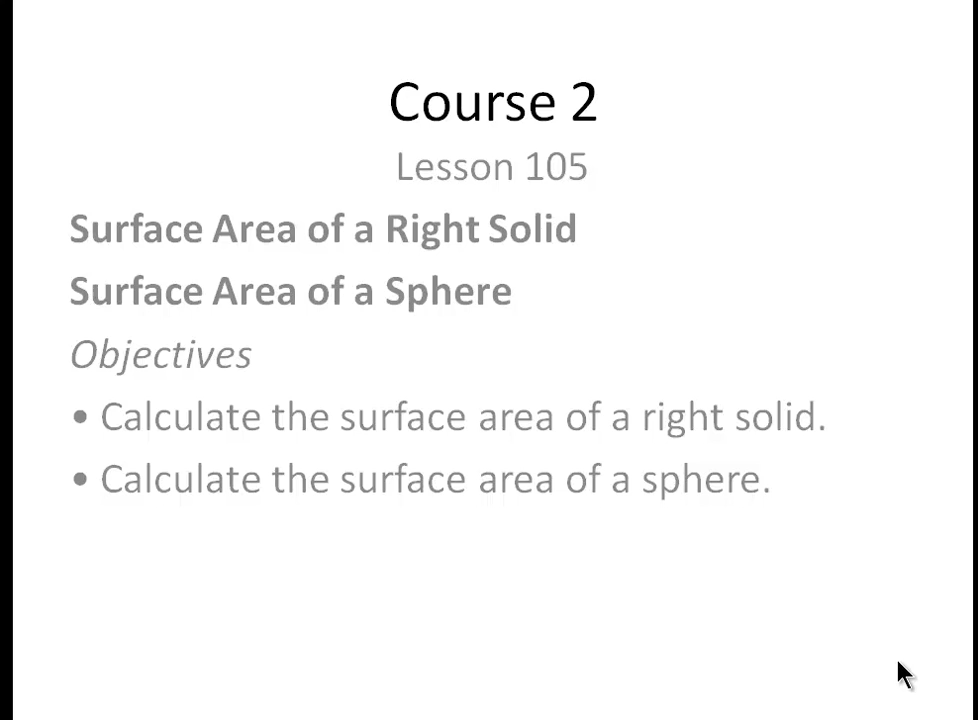 Course 2
Lesson 105
Surface Area of a Right Solid
Surface Area of a Sphere
Objectives
• Calculate the surface area of a right solid.
• Calculate the surface area of a sphere.